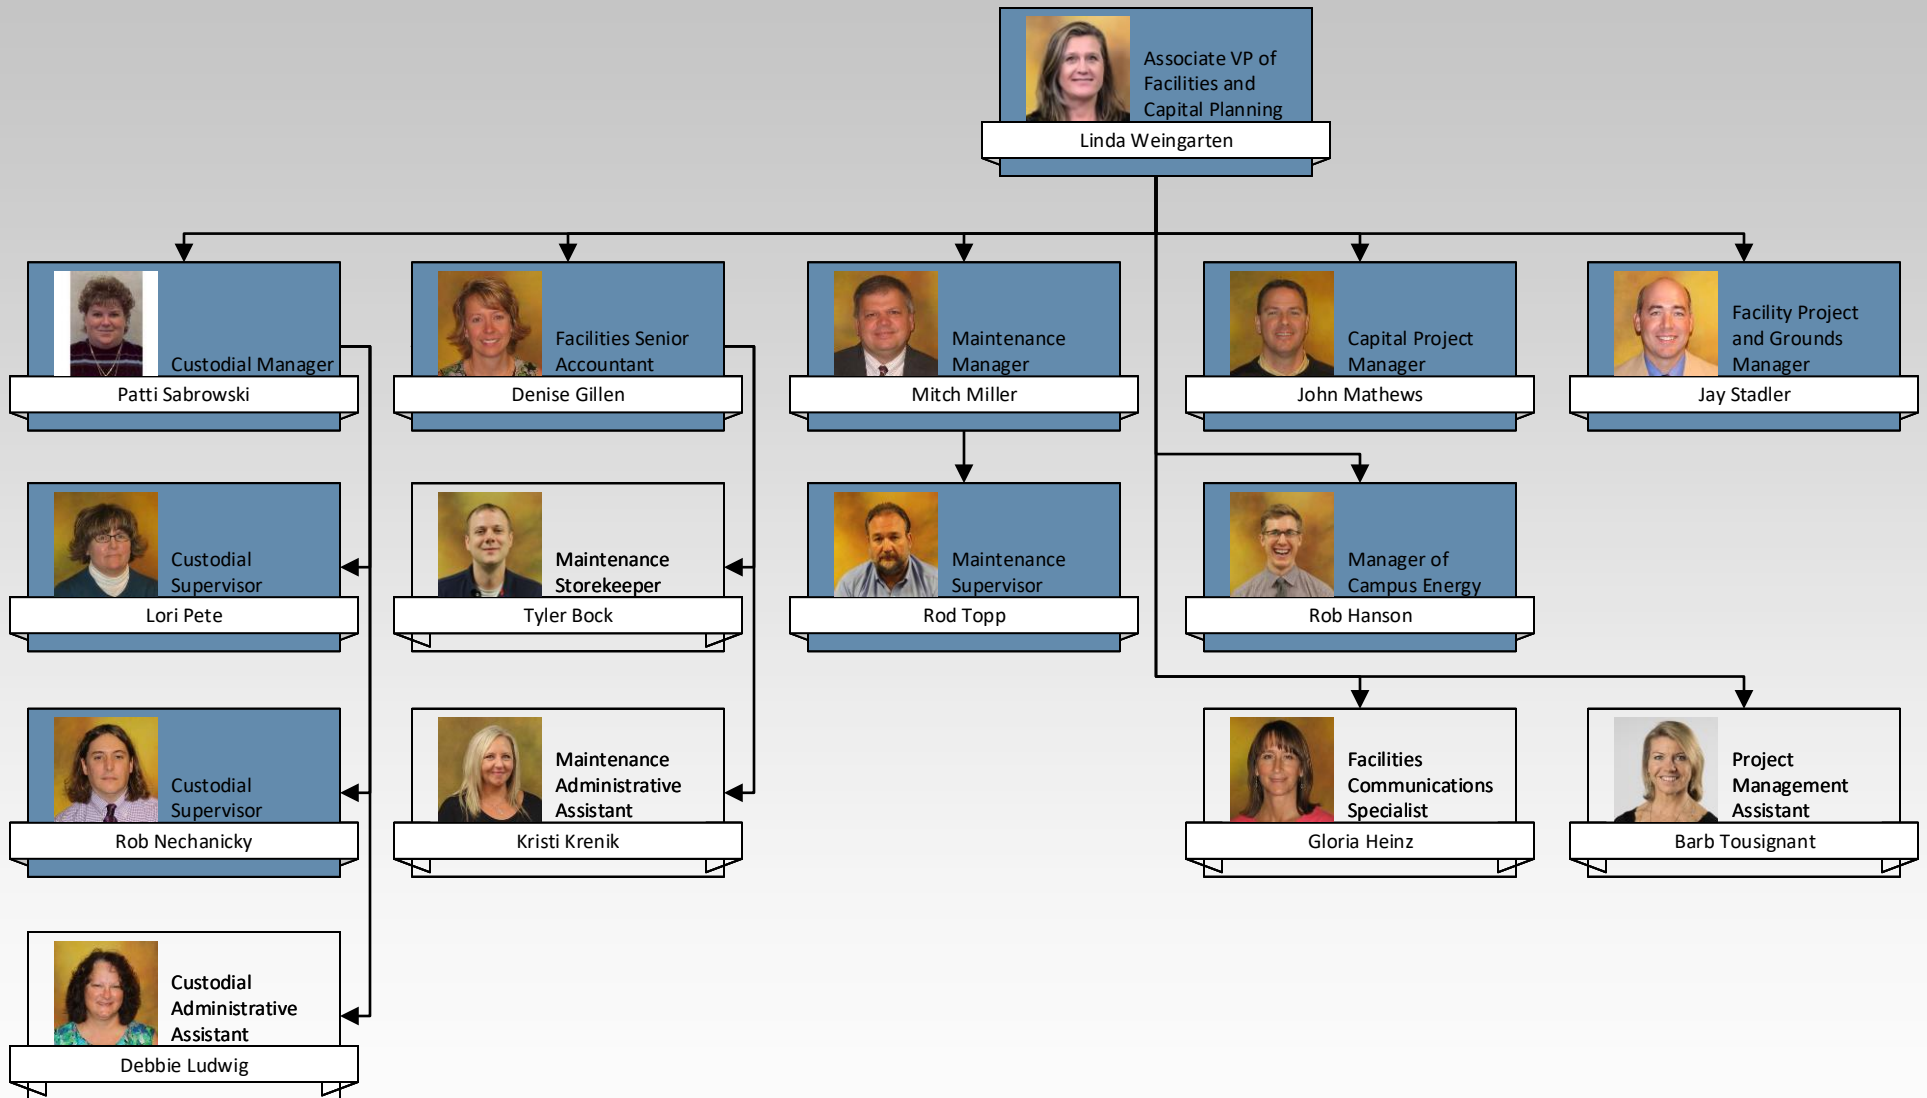 Associate VP of
Facilities and
Capital Planning
Linda Weingarten
Custodial Manager
Patti Sabrowski
Facilities Senior
Accountant
Denise Gillen
Maintenance
Manager
Mitch Miller
Capital Project
Manager
John Mathews
Facility Project
and Grounds
Manager
Jay Stadler
Custodial
Supervisor
Lori Pete
Maintenance
Storekeeper
Tyler Bock
Maintenance
Supervisor
Rod Topp
Manager of
Campus Energy
Rob Hanson
Custodial
Supervisor
Rob Nechanicky
Maintenance
Administrative
Assistant
Kristi Krenik
Facilities
Communications
Specialist
Gloria Heinz
Project
Management
Assistant
Barb Tousignant
Custodial
Administrative
Assistant
Debbie Ludwig